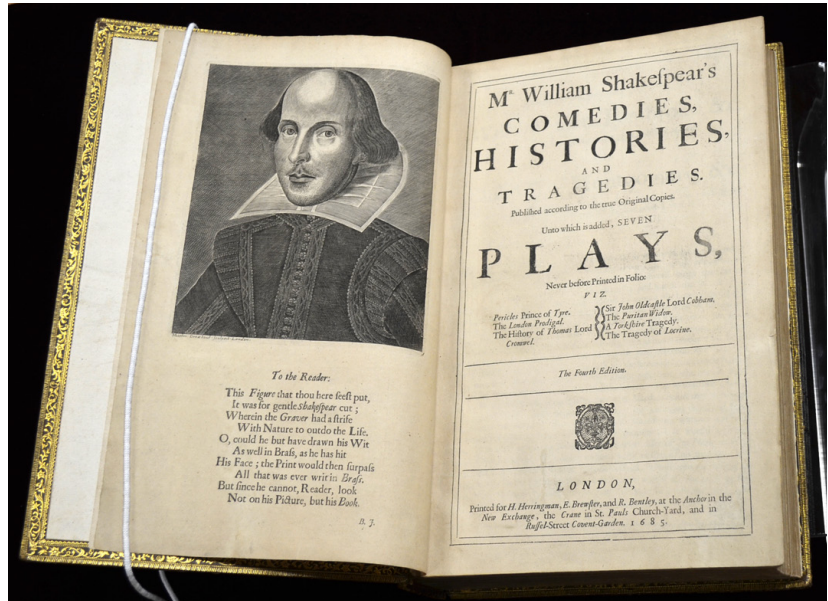 To the Reader:
This Figure that thou here ſeeſt put,
It was for gentle Shakeſpear cut;
Wherein the Graver had a ſtrife
With Nature to outdo the Life.
O, could he but have drawn his Wit
As well in Braſs, as he has hit
His Face; the Print would then ſurpaſs
All that was ever writ in Braſs.
But ſince he cannot, Reader, look
Not on his Picture, but his Book.
B. J.
Mr. William Shakeſpear's
COMEDIES,
HISTORIES,
AND
TRAGEDIES.
Publiſhed according to the true Original Copies.
Unto which is added, SEVEN
PLAYS,
Never before Printed in Folio:
VIZ.
Pericles Prince of Tyre.
The London Prodigal.
The Hiſtory of Thomas Lord
Cromwel.
Sir John Oldcaſtle Lord Cobham.
The Puritan Widow.
A Yorkſhire Tragedy.
The Tragedy of Locrine.
The Fourth Edition.
LONDON,
Printed for H. Herringman, E. Brewſter, and R. Bentley, at the Anchor in the
New Exchange, the Crane in St. Pauls Church-Yard, and in
Ruſſel-Street Covent-Garden. 1685.